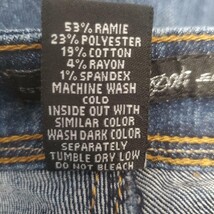 53% RAMIE
23% POLYESTER
19% COTTON
4% RAYON
1% SPANDEX
MACHINE WASH
COLD
INSIDE OUT WITH
SIMILAR COLOR
WASH DARK COLOR
SEPARATELY
TUMBLE DRY LOW
DO NOT BLEACH